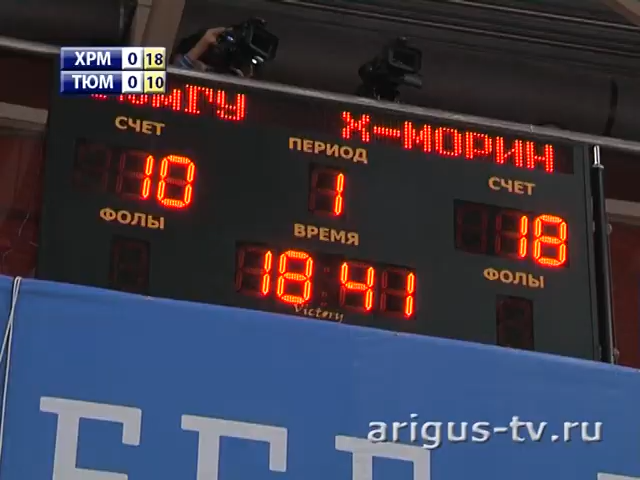 ХРМ 0 18
ТЮМ 0 10
Х-МОРИН
СЧЕТ ПЕРИОД СЧЕТ
10 1 18
ФОЛЫ ВРЕМЯ ФОЛЫ
18:41
Victory
arigus-tv.ru